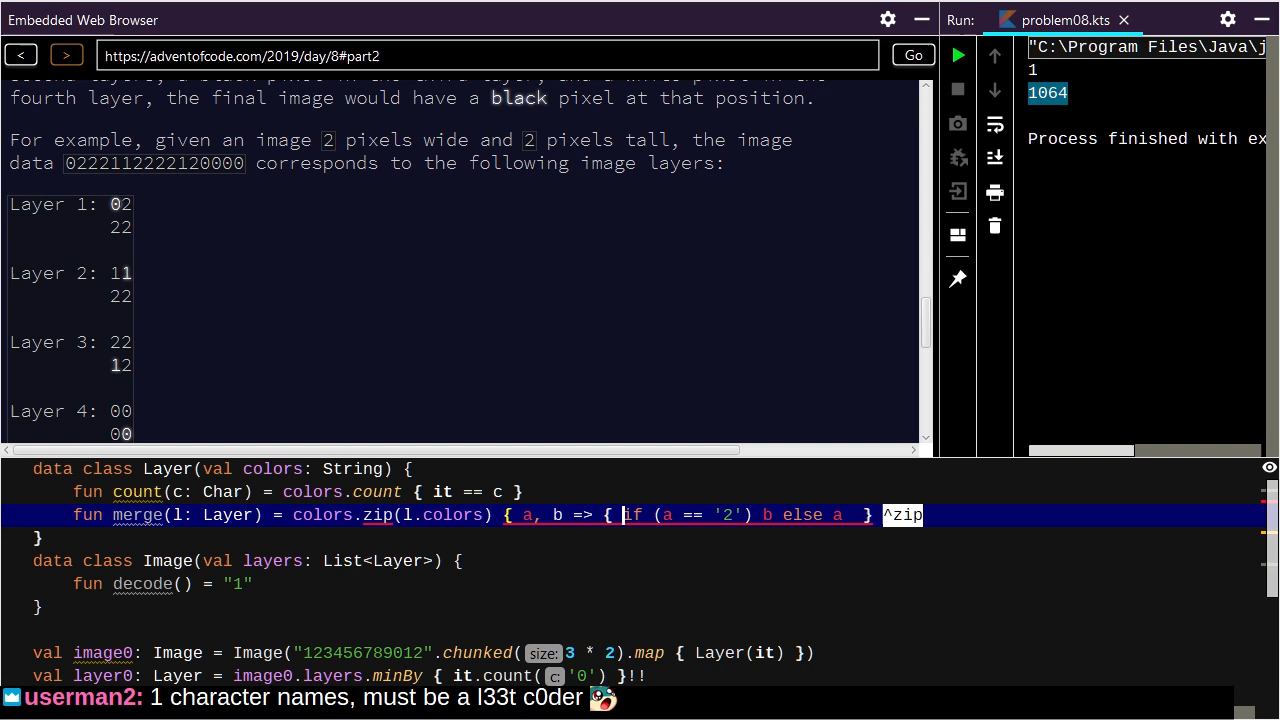 Embedded Web Browser
< > https://adventofcode.com/2019/day/8#part2 Go
fourth layer, the final image would have a black pixel at that position.
For example, given an image 2 pixels wide and 2 pixels tall, the image
data 0222112222120000 corresponds to the following image layers:
Layer 1: 02
22
Layer 2: 11
22
Layer 3: 22
12
Layer 4: 00
00
Run: problem08.kts
"C:\Program Files\Java\j
1
1064
Process finished with ex
data class Layer(val colors: String) {
fun count(c: Char) = colors.count { it == c }
fun merge(l: Layer) = colors.zip(l.colors) { a, b => { if (a == '2') b else a  } ^zip
}
data class Image(val layers: List<Layer>) {
fun decode() = "1"
}
val image0: Image = Image("123456789012".chunked( size: 3 * 2).map { Layer(it) })
val layer0: Layer = image0.layers.minBy { it.count( c: '0') }!!
userman2: 1 character names, must be a l33t c0der